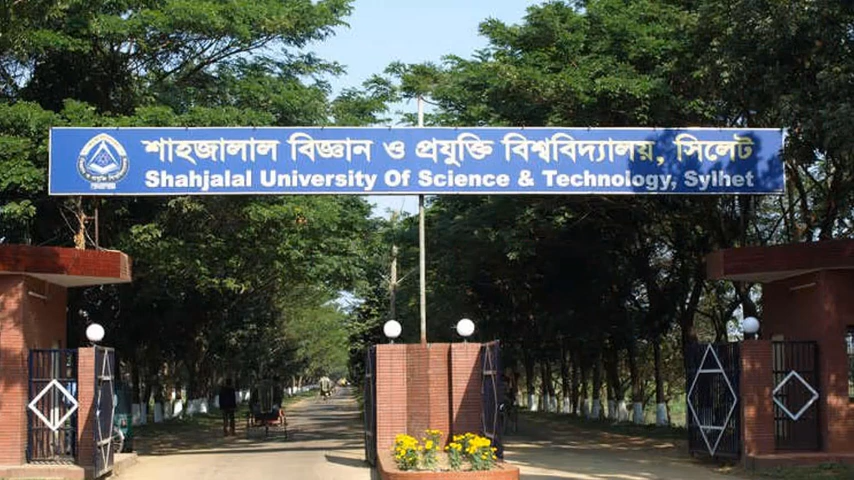 শাহজালাল বিজ্ঞান ও প্রযুক্তি বিশ্ববিদ্যালয়, সিলেট
Shahjalal University Of Science & Technology, Sylhet